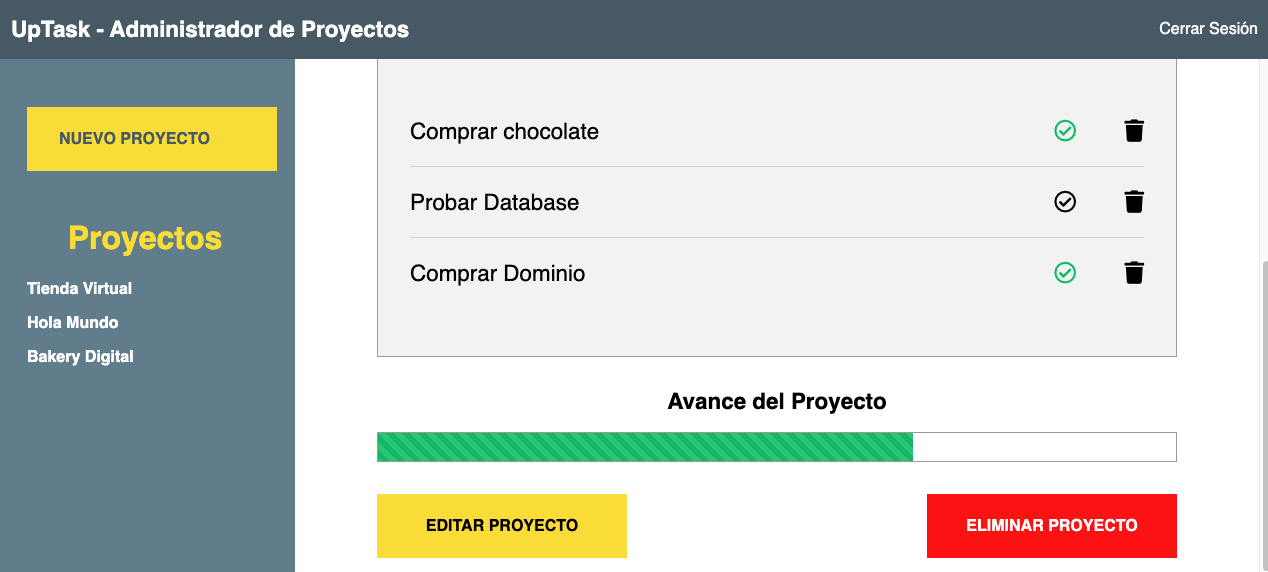 UpTask - Administrador de Proyectos
Cerrar Sesión
NUEVO PROYECTO
Proyectos
Tienda Virtual
Hola Mundo
Bakery Digital
Comprar chocolate
Probar Database
Comprar Dominio
Avance del Proyecto
EDITAR PROYECTO
ELIMINAR PROYECTO